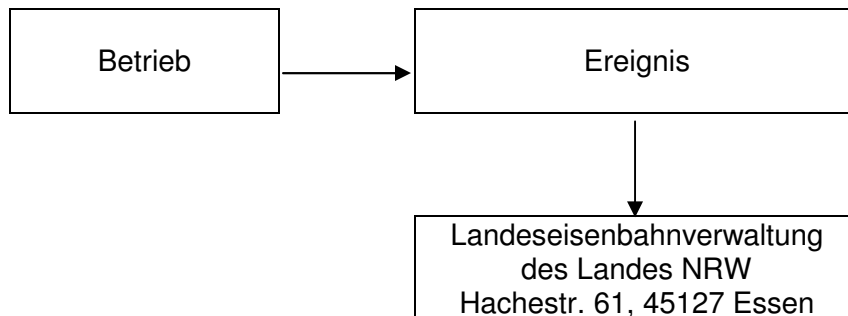 Betrieb
Ereignis
Landeseisenbahnverwaltung
des Landes NRW
Hachestr. 61, 45127 Essen